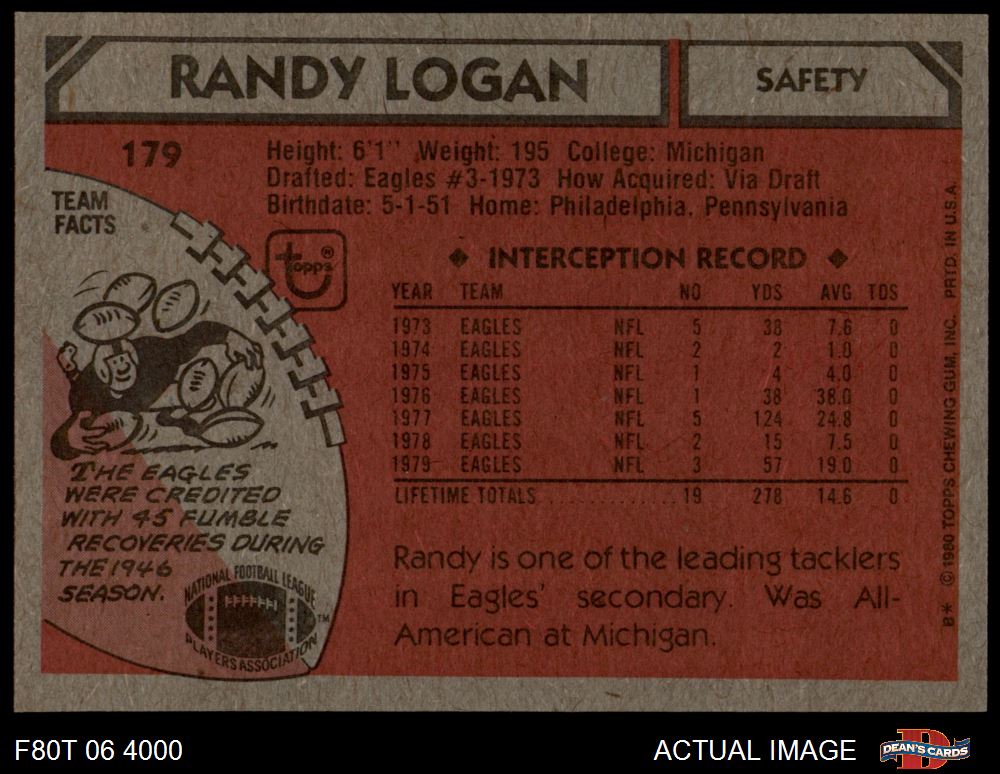 RANDY LOGAN
SAFETY
179
Height: 6'1" Weight: 195 College: Michigan
Drafted: Eagles #3-1973 How Acquired: Via Draft
Birthdate: 5-1-51 Home: Philadelphia, Pennsylvania
TEAM
FACTS
THE EAGLES
WERE CREDITED
WITH 45 FUMBLE
RECOVERIES DURING
THE 1946
SEASON.
NATIONAL FOOTBALL LEAGUE
PLAYERS ASSOCIATION
TM
topps®
◆ INTERCEPTION RECORD ◆
YEAR TEAM NO YDS AVG TDS
1973 EAGLES NFL 5 38 7.6 0
1974 EAGLES NFL 2 2 1.0 0
1975 EAGLES NFL 1 4 4.0 0
1976 EAGLES NFL 1 38 38.0 0
1977 EAGLES NFL 5 124 24.8 0
1978 EAGLES NFL 2 15 7.5 0
1979 EAGLES NFL 3 57 19.0 0
LIFETIME TOTALS ............... 19 278 14.6 0
Randy is one of the leading tacklers
in Eagles' secondary. Was All-
American at Michigan.
B* © 1980 TOPPS CHEWING GUM, INC. PRTD. IN U.S.A.
F80T 06 4000
ACTUAL IMAGE
DEAN'S CARDS